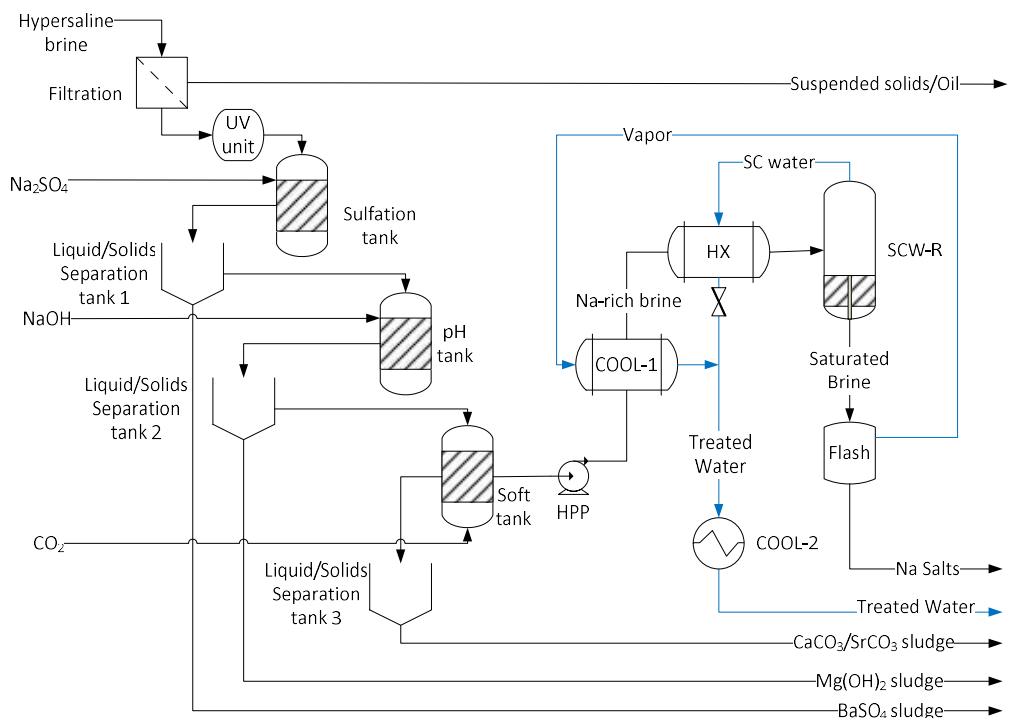 Hypersaline
brine
Filtration
Suspended solids/Oil
UV
unit
Vapor
SC water
Na₂SO₄
Sulfation
tank
HX
SCW-R
Liquid/Solids
Separation
tank 1
Na-rich brine
NaOH
pH
tank
COOL-1
Saturated
Brine
Liquid/Solids
Separation
tank 2
Treated
Water
Flash
Soft
tank
HPP
CO₂
COOL-2
Liquid/Solids
Separation
tank 3
Na Salts
Treated Water
CaCO₃/SrCO₃ sludge
Mg(OH)₂ sludge
BaSO₄ sludge